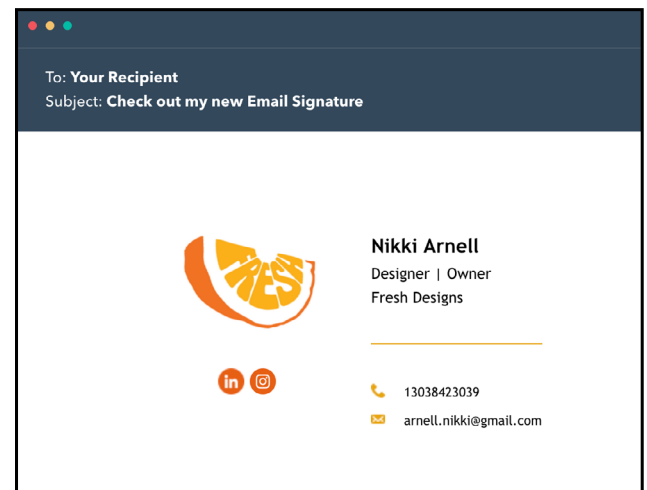 To: Your Recipient
Subject: Check out my new Email Signature
FRESH
in
Nikki Arnell
Designer | Owner
Fresh Designs
13038423039
arnell.nikki@gmail.com